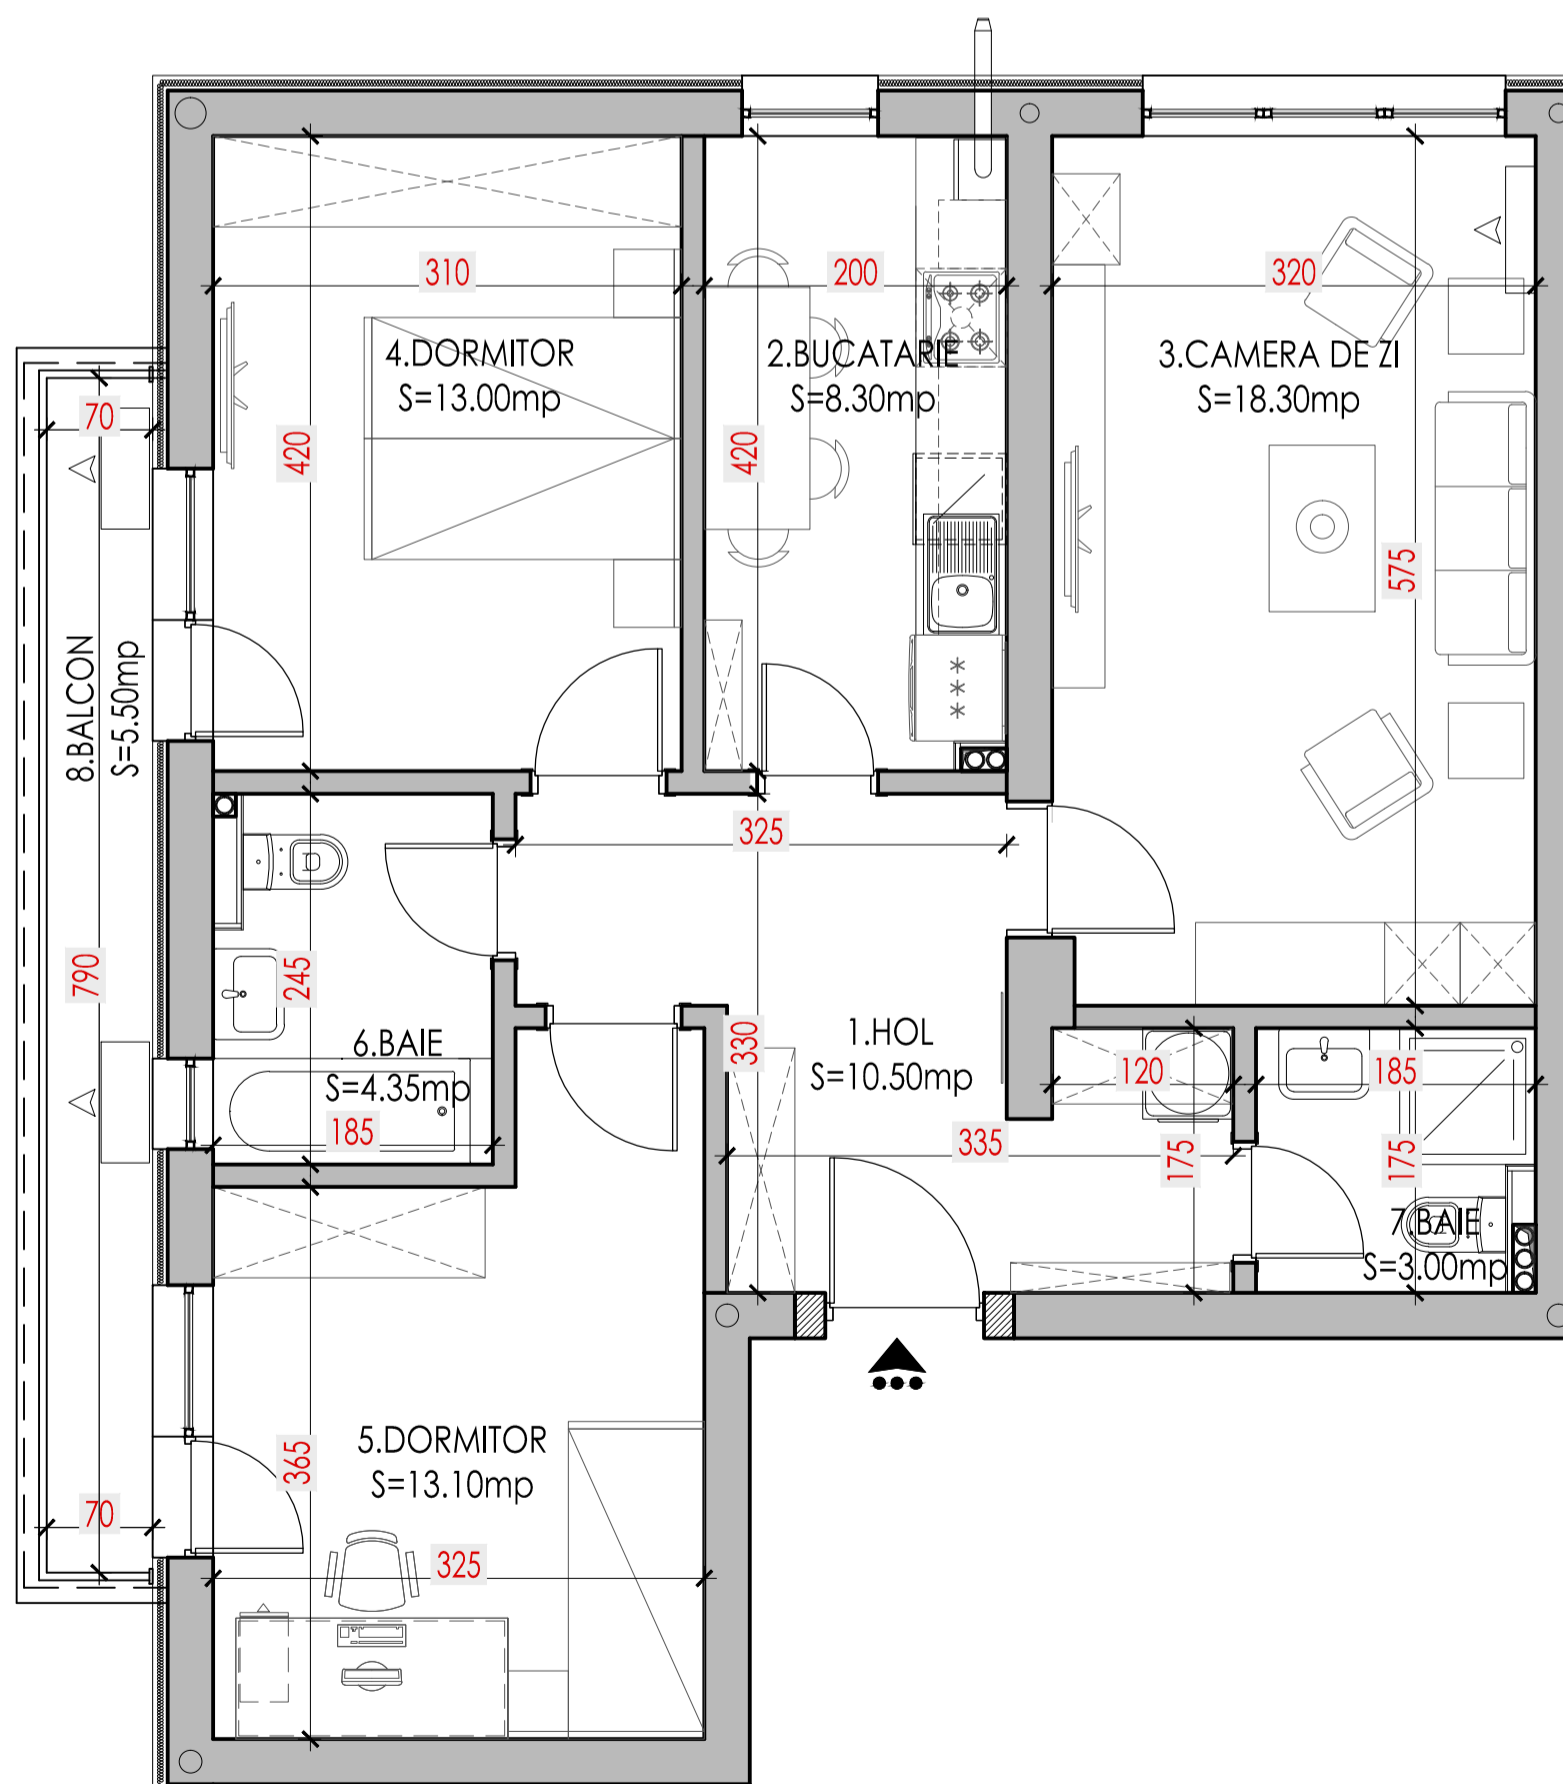 310
200
320
4.DORMITOR
S=13.00mp
2.BUCATARIE
S=8.30mp
3.CAMERA DE ZI
S=18.30mp
70
420
420
575
8.BALCON
S=5.50mp
325
790
245
330
1.HOL
S=10.50mp
6.BAIE
S=4.35mp
185
120
185
335
175
175
7.BAIE
S=3.00mp
5.DORMITOR
S=13.10mp
365
70
325